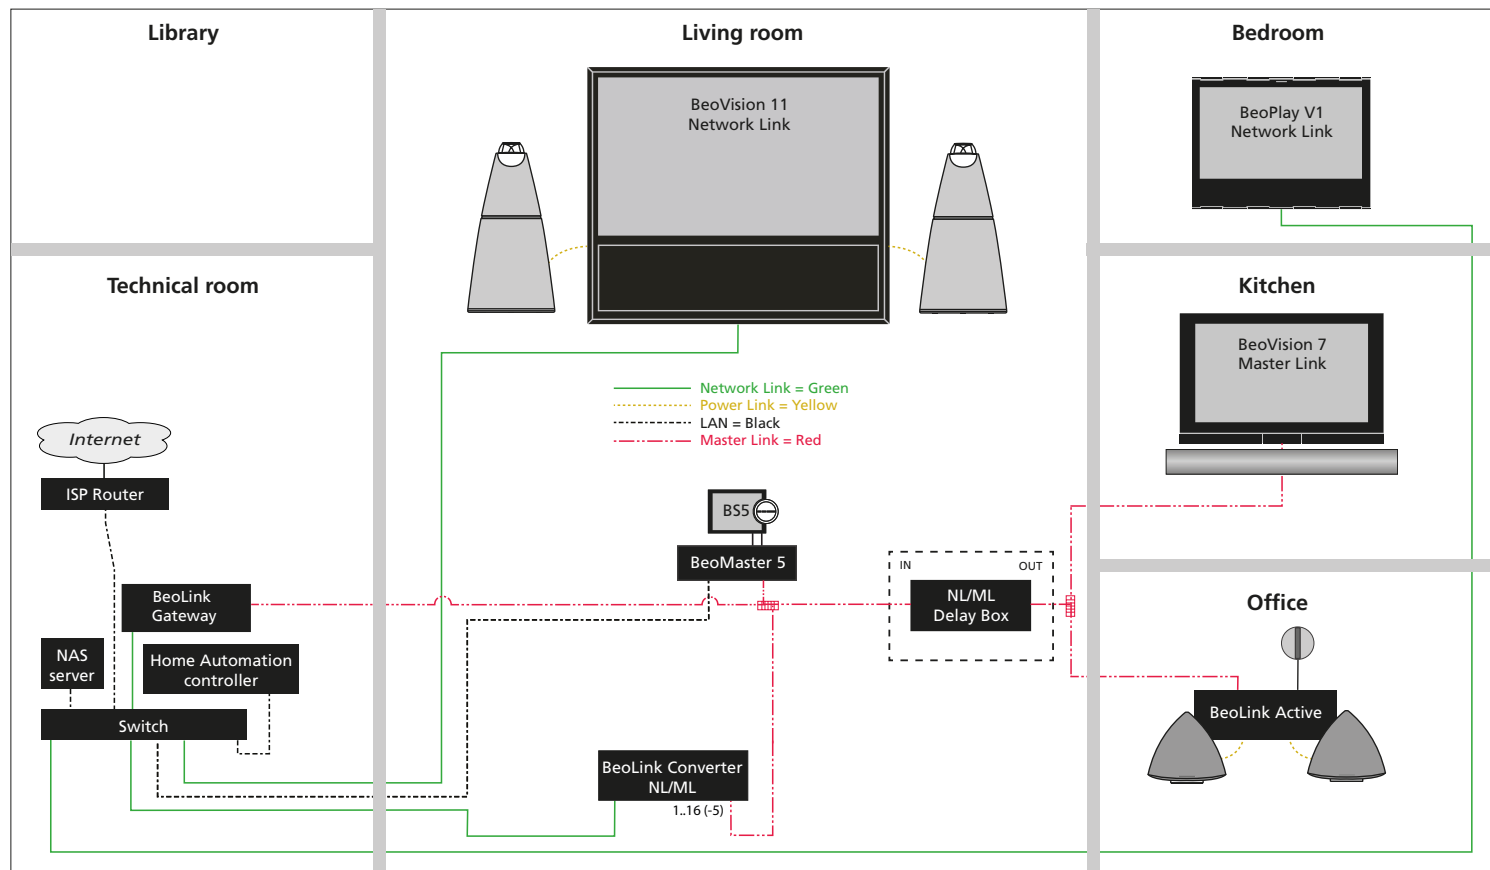 Library
Living room
Bedroom
BeoVision 11
Network Link
BeoPlay V1
Network Link
Technical room
Kitchen
BeoVision 7
Master Link
Network Link = Green
Power Link = Yellow
LAN = Black
Master Link = Red
Internet
ISP Router
BS5
BeoMaster 5
IN
OUT
NL/ML
Delay Box
BeoLink
Gateway
Office
NAS
server
Home Automation
controller
BeoLink Active
Switch
BeoLink Converter
NL/ML
1..16 (-5)